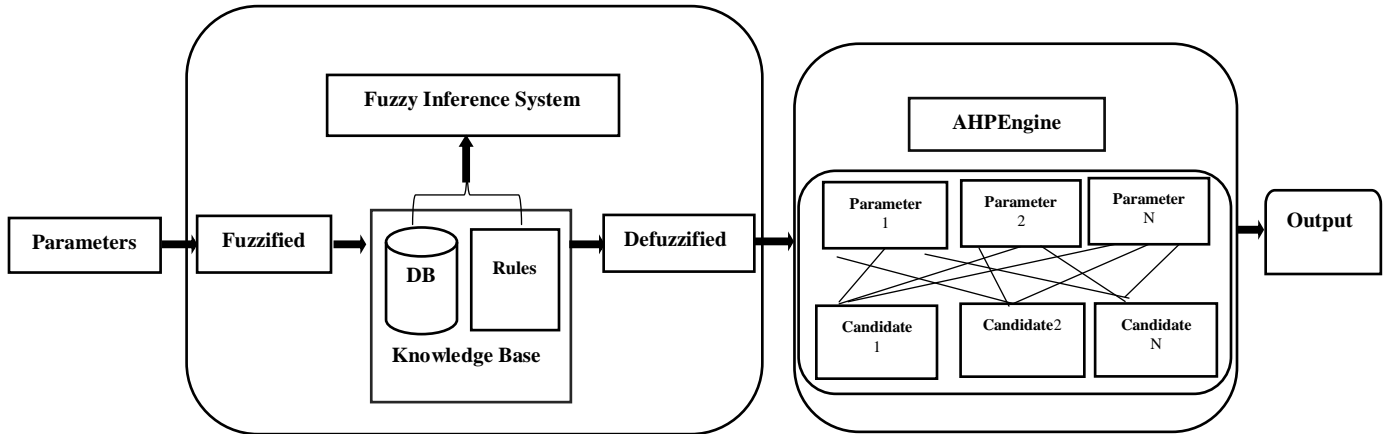 Fuzzy Inference System
AHPEngine
Parameters
Fuzzified
DB
Rules
Knowledge Base
Defuzzified
Parameter
1
Parameter
2
Parameter
N
Candidate
1
Candidate2
Candidate
N
Output